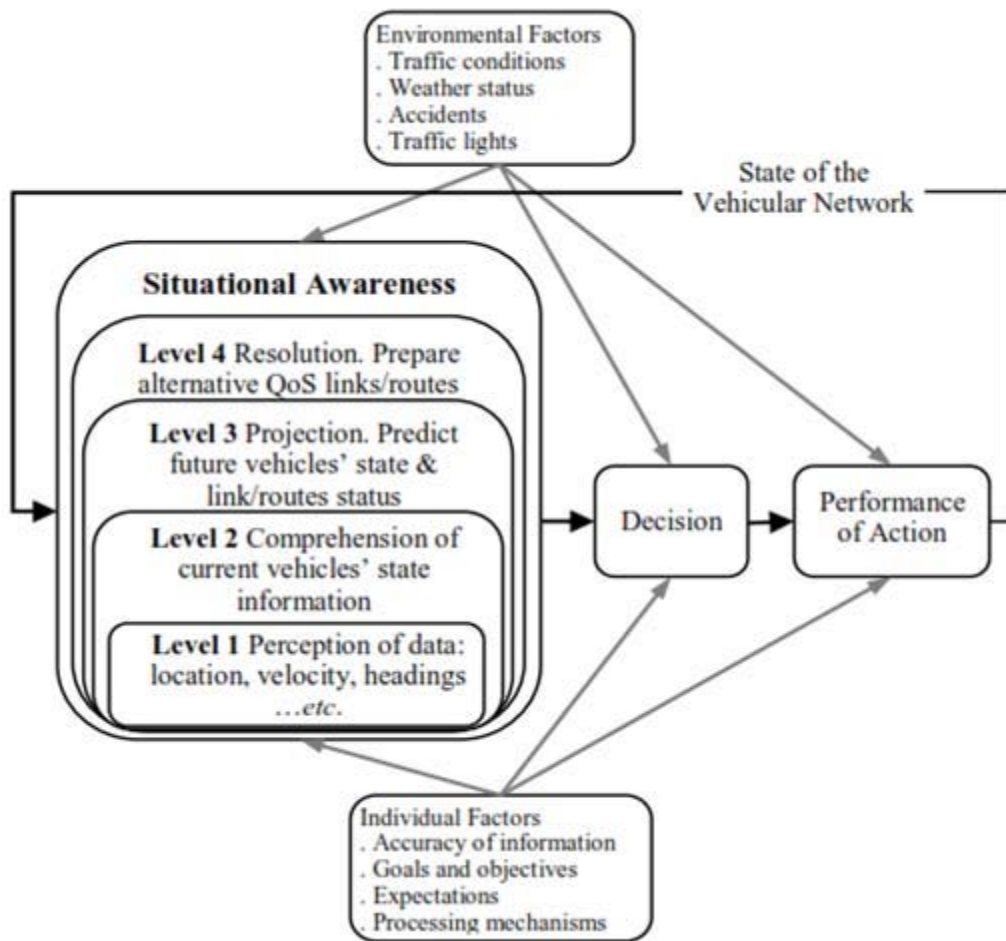 Environmental Factors
. Traffic conditions
. Weather status
. Accidents
. Traffic lights
State of the
Vehicular Network
Situational Awareness
Level 4 Resolution. Prepare
alternative QoS links/routes
Level 3 Projection. Predict
future vehicles’ state &
link/routes status
Level 2 Comprehension of
current vehicles’ state
information
Level 1 Perception of data:
location, velocity, headings
…etc.
Decision
Performance
of Action
Individual Factors
. Accuracy of information
. Goals and objectives
. Expectations
. Processing mechanisms